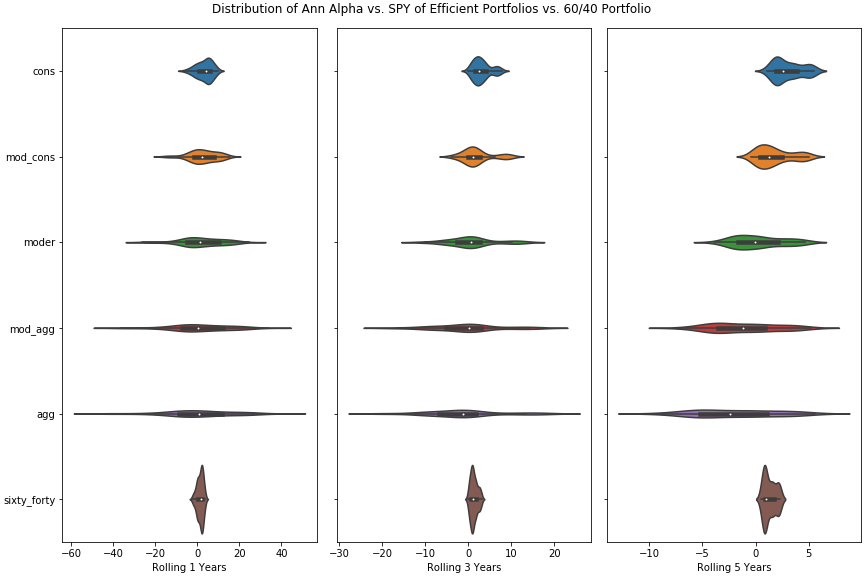 Distribution of Ann Alpha vs. SPY of Efficient Portfolios vs. 60/40 Portfolio
cons
mod_cons
moder
mod_agg
agg
sixty_forty
−60 −40 −20 0 20 40
Rolling 1 Years
−30 −20 −10 0 10 20
Rolling 3 Years
−10 −5 0 5
Rolling 5 Years